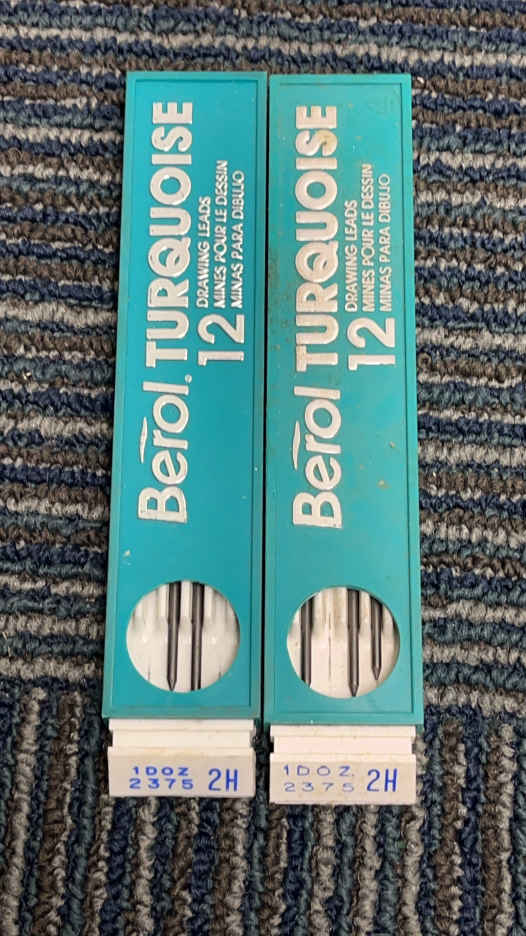 Berol. TURQUOISE
DRAWING LEADS
MINES POUR LE DESSIN
MINAS PARA DIBUJO
12
1DOZ
2375
2H
Berol TURQUOISE
DRAWING LEADS
MINES POUR LE DESSIN
MINAS PARA DIBUJO
12
1DOZ
2375
2H